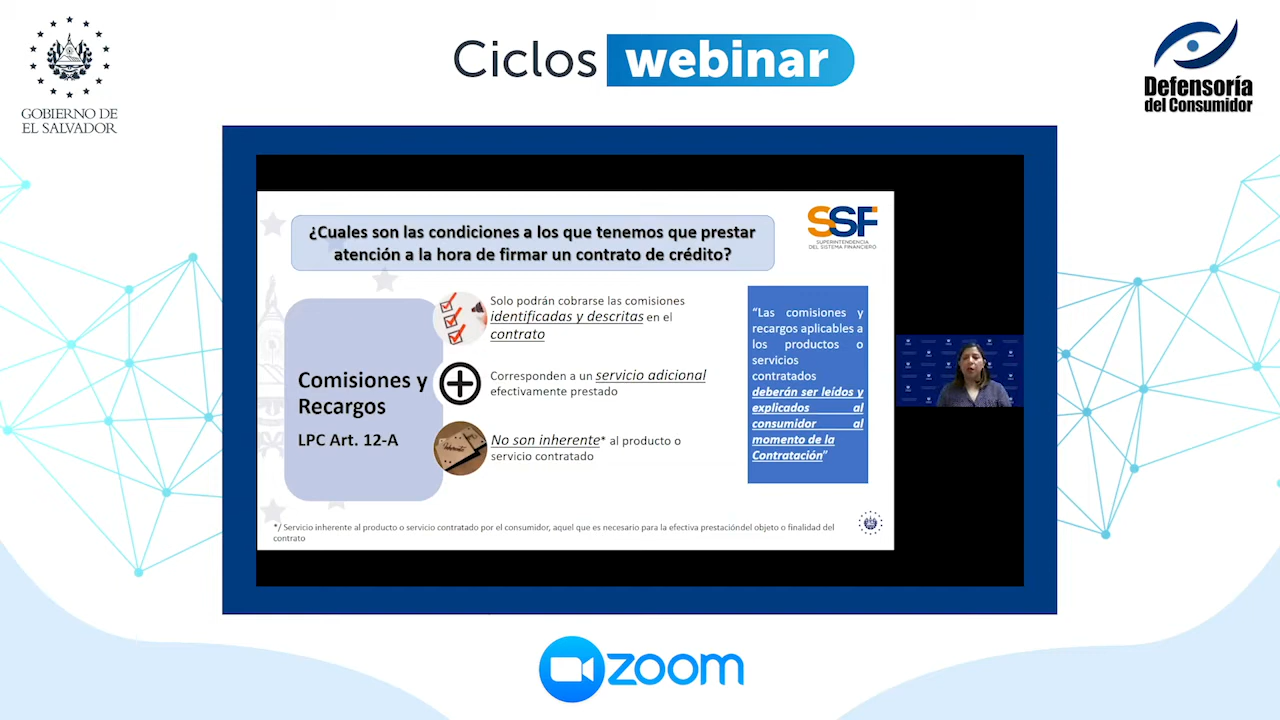 Ciclos webinar
GOBIERNO DE
EL SALVADOR
Defensoría
del Consumidor
¿Cuales son las condiciones a los que tenemos que prestar
atención a la hora de firmar un contrato de crédito?
SSF
SUPERINTENDENCIA
DEL SISTEMA FINANCIERO
Comisiones y
Recargos
LPC Art. 12-A
Solo podrán cobrarse las comisiones
identificadas y descritas en el
contrato
Corresponden a un servicio adicional
efectivamente prestado
No son inherente* al producto o
servicio contratado
“Las comisiones y
recargos aplicables a
los productos o
servicios
contratados
deberán ser leídos y
explicados al
consumidor al
momento de la
Contratación”
*/ Servicio inherente al producto o servicio contratado por el consumidor, aquel que es necesario para la efectiva prestacióndel objeto o finalidad del
contrato
zoom